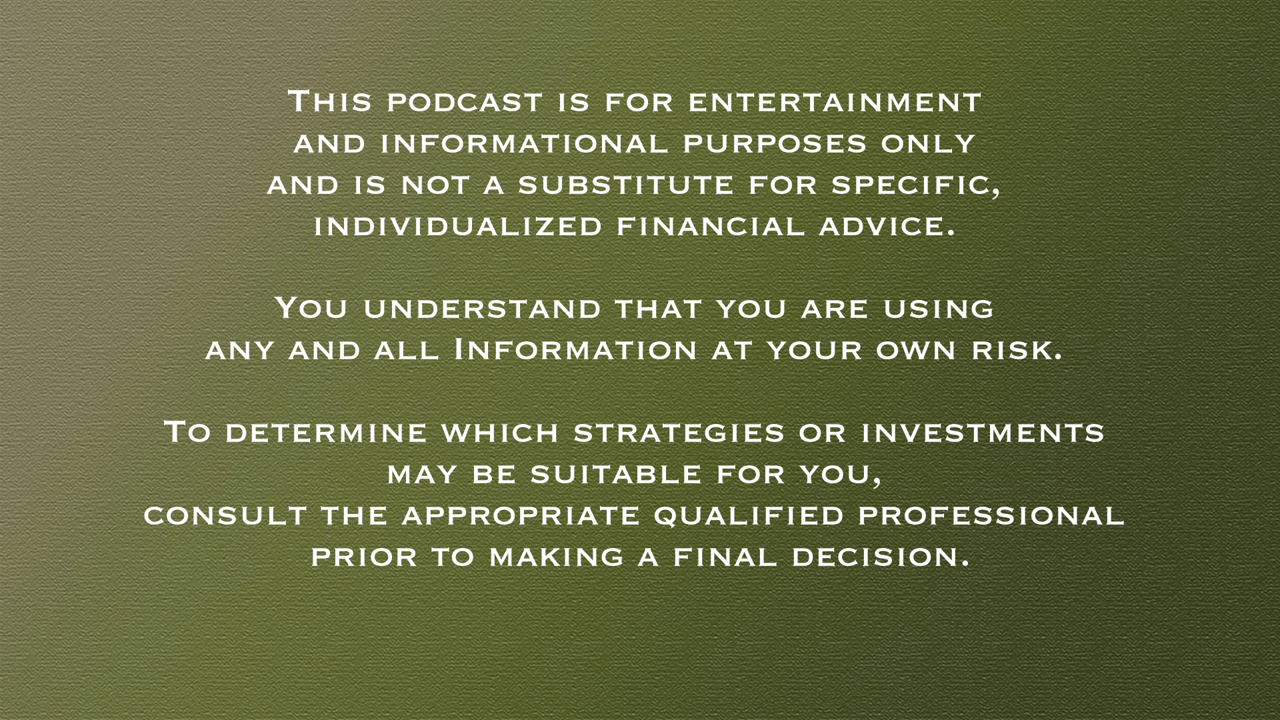 This podcast is for entertainment
and informational purposes only
and is not a substitute for specific,
individualized financial advice.
You understand that you are using
any and all Information at your own risk.
To determine which strategies or investments
may be suitable for you,
consult the appropriate qualified professional
prior to making a final decision.